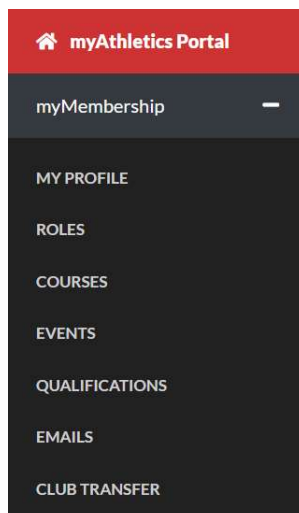 myAthletics Portal
myMembership
MY PROFILE
ROLES
COURSES
EVENTS
QUALIFICATIONS
EMAILS
CLUB TRANSFER